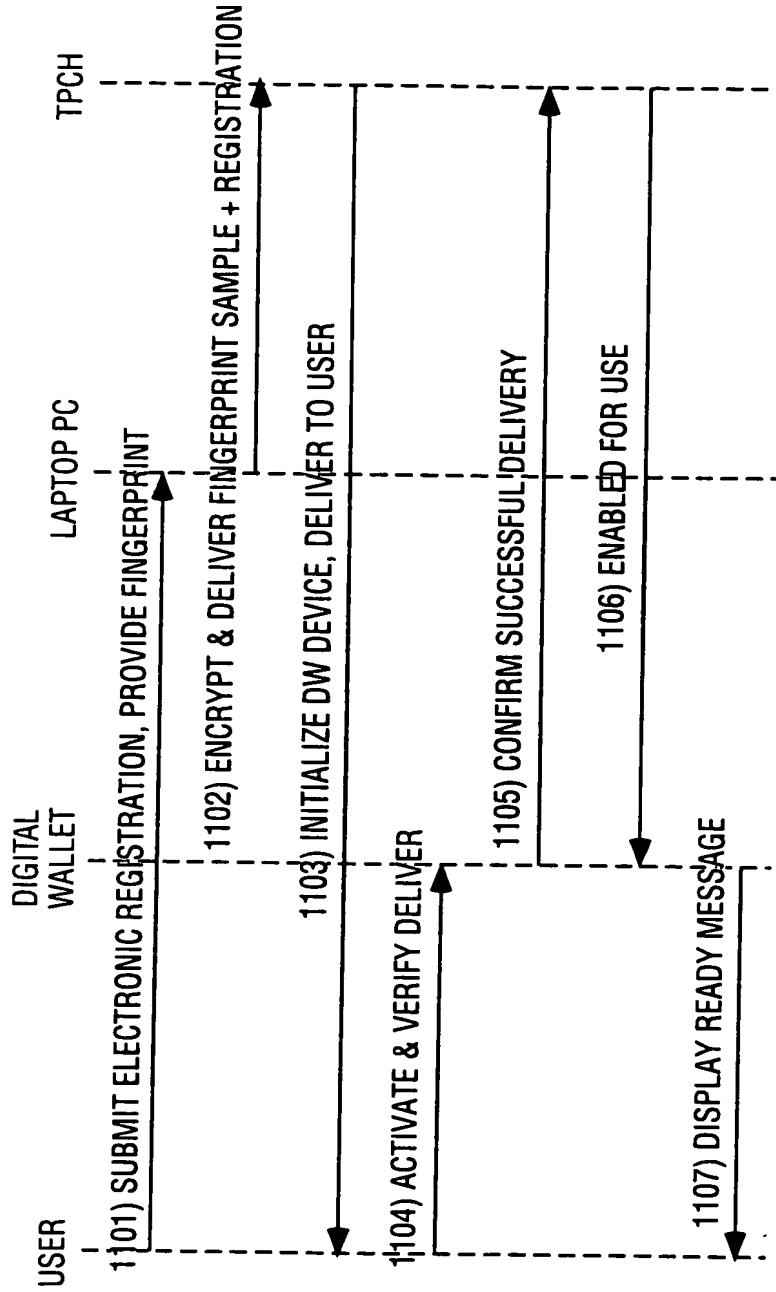 USER
DIGITAL
WALLET
LAPTOP PC
TPCH
1101) SUBMIT ELECTRONIC REGISTRATION, PROVIDE FINGERPRINT
1102) ENCRYPT & DELIVER FINGERPRINT SAMPLE + REGISTRATION
1103) INITIALIZE DW DEVICE, DELIVER TO USER
1104) ACTIVATE & VERIFY DELIVER
1105) CONFIRM SUCCESSFUL DELIVERY
1106) ENABLED FOR USE
1107) DISPLAY READY MESSAGE